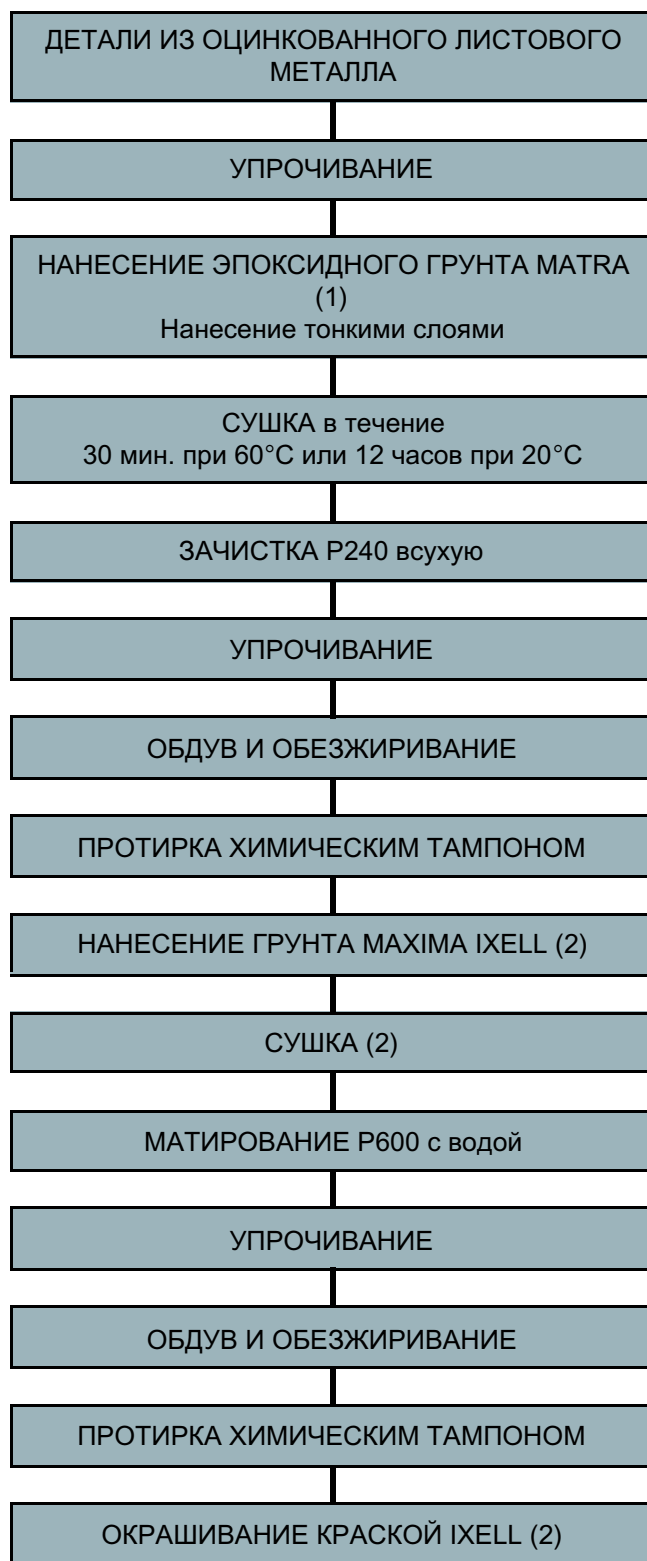 ДЕТАЛИ ИЗ ОЦИНКОВАННОГО ЛИСТОВОГО
МЕТАЛЛА
УПРОЧИВАНИЕ
НАНЕСЕНИЕ ЭПОКСИДНОГО ГРУНТА MATRA
(1)
Нанесение тонкими слоями
СУШКА в течение
30 мин. при 60°C или 12 часов при 20°C
ЗАЧИСТКА P240 всухую
УПРОЧИВАНИЕ
ОБДУВ И ОБЕЗЖИРИВАНИЕ
ПРОТИРКА ХИМИЧЕСКИМ ТАМПОНОМ
НАНЕСЕНИЕ ГРУНТА MAXIMA IXELL (2)
СУШКА (2)
МАТИРОВАНИЕ P600 с водой
УПРОЧИВАНИЕ
ОБДУВ И ОБЕЗЖИРИВАНИЕ
ПРОТИРКА ХИМИЧЕСКИМ ТАМПОНОМ
ОКРАШИВАНИЕ КРАСКОЙ IXELL (2)